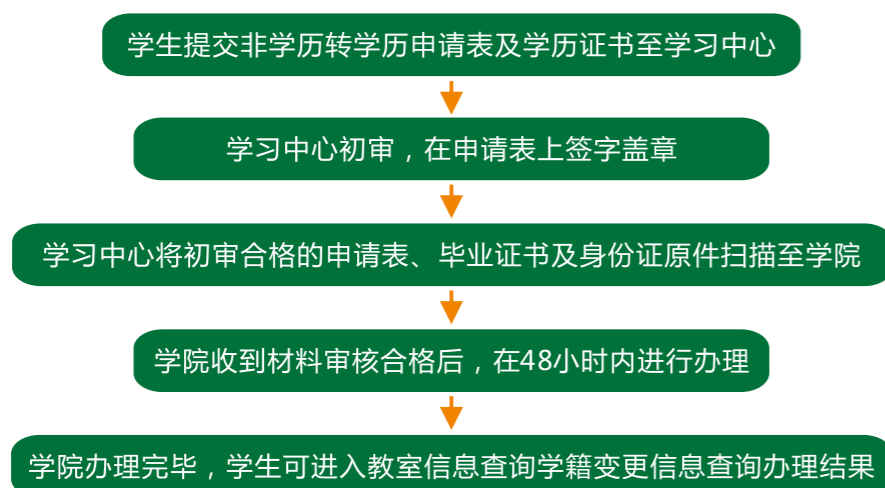 学生提交非学历转学历申请表及学历证书至学习中心
学习中心初审，在申请表上签字盖章
学习中心将初审合格的申请表、毕业证书及身份证原件扫描至学院
学院收到材料审核合格后，在48小时内进行办理
学院办理完毕，学生可进入教室信息查询学籍变更信息查询办理结果